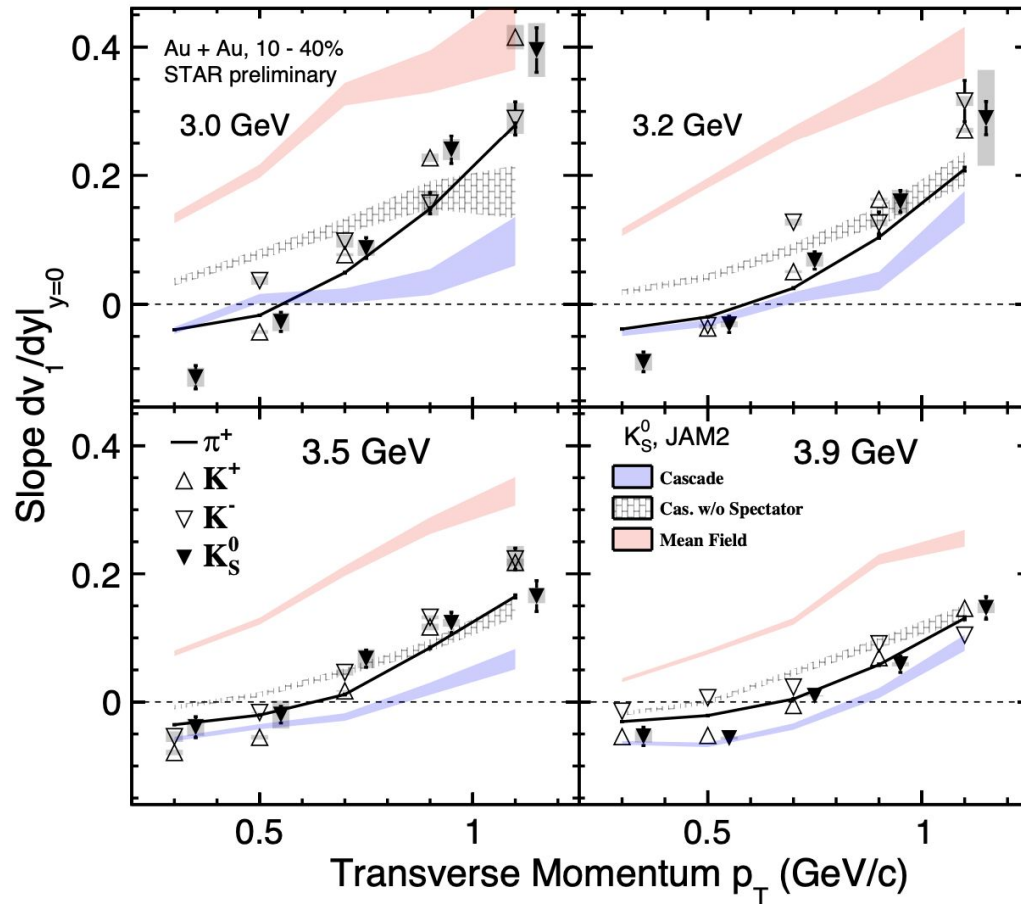 Au + Au, 10 - 40%
STAR preliminary
3.0 GeV
3.2 GeV
0.4
0.2
0
Slope dv₁/dy|y=0
3.5 GeV
π⁺
K⁺
K⁻
K⁰S
K⁰S, JAM2
3.9 GeV
Cascade
Cas. w/o Spectator
Mean Field
0.4
0.2
0
0.5
1
0.5
1
Transverse Momentum pT (GeV/c)